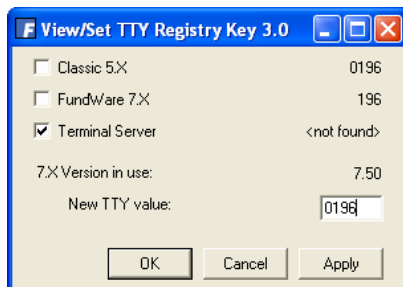 F View/Set TTY Registry Key 3.0
Classic 5.X 0196
FundWare 7.X 196
Terminal Server <not found>
7.X Version in use: 7.50
New TTY value: 0196
OK Cancel Apply